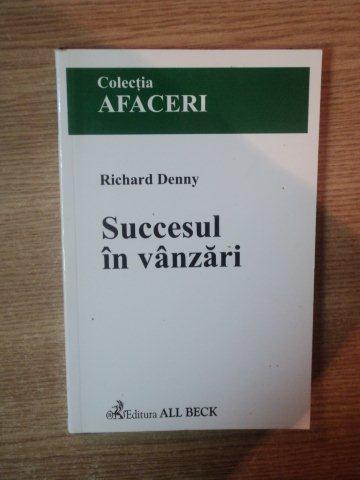 Colecția
AFACERI
Richard Denny
Succesul
în vânzări
Editura ALL BECK